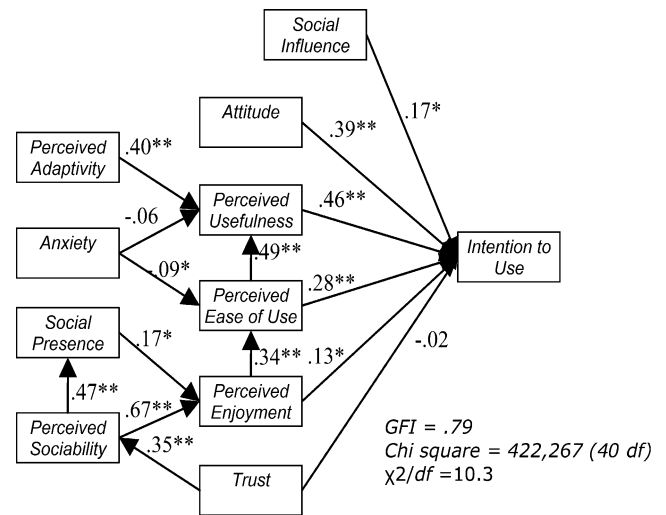 Social
Influence
.17*
Attitude
.39**
Perceived
Adaptivity
.40**
Perceived
Usefulness
.46**
-.06
Anxiety
Intention to
Use
.49**
-.09*
Perceived
Ease of Use
.28**
Social
Presence
.17*
.34**
.13*
-.02
Perceived
Enjoyment
.47**
.67**
Perceived
Sociability
.35**
Trust
GFI = .79
Chi square = 422,267 (40 df)
χ2/df =10.3